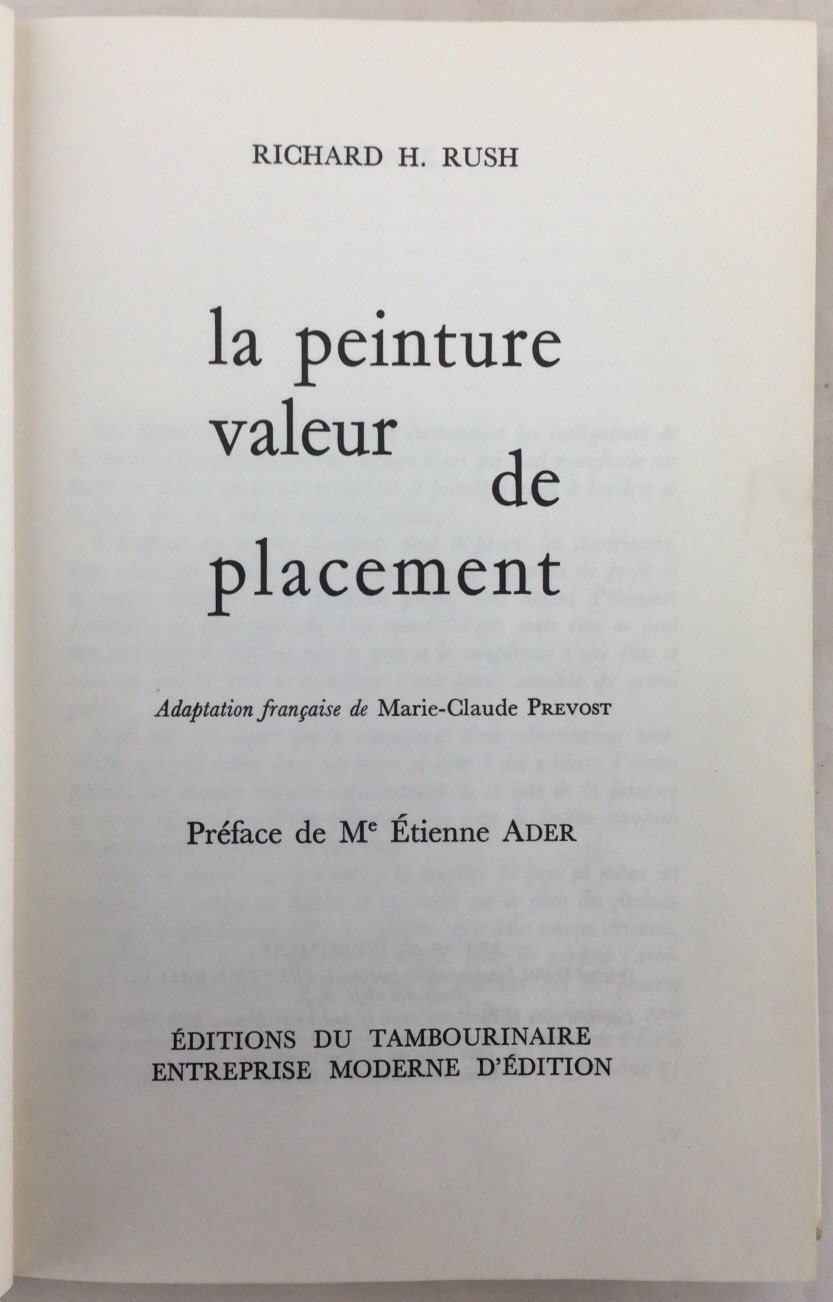 RICHARD H. RUSH
la peinture
valeur
de
placement
Adaptation française de Marie-Claude PREVOST
Préface de Mᵉ Étienne ADER
ÉDITIONS DU TAMBOURINAIRE
ENTREPRISE MODERNE D'ÉDITION